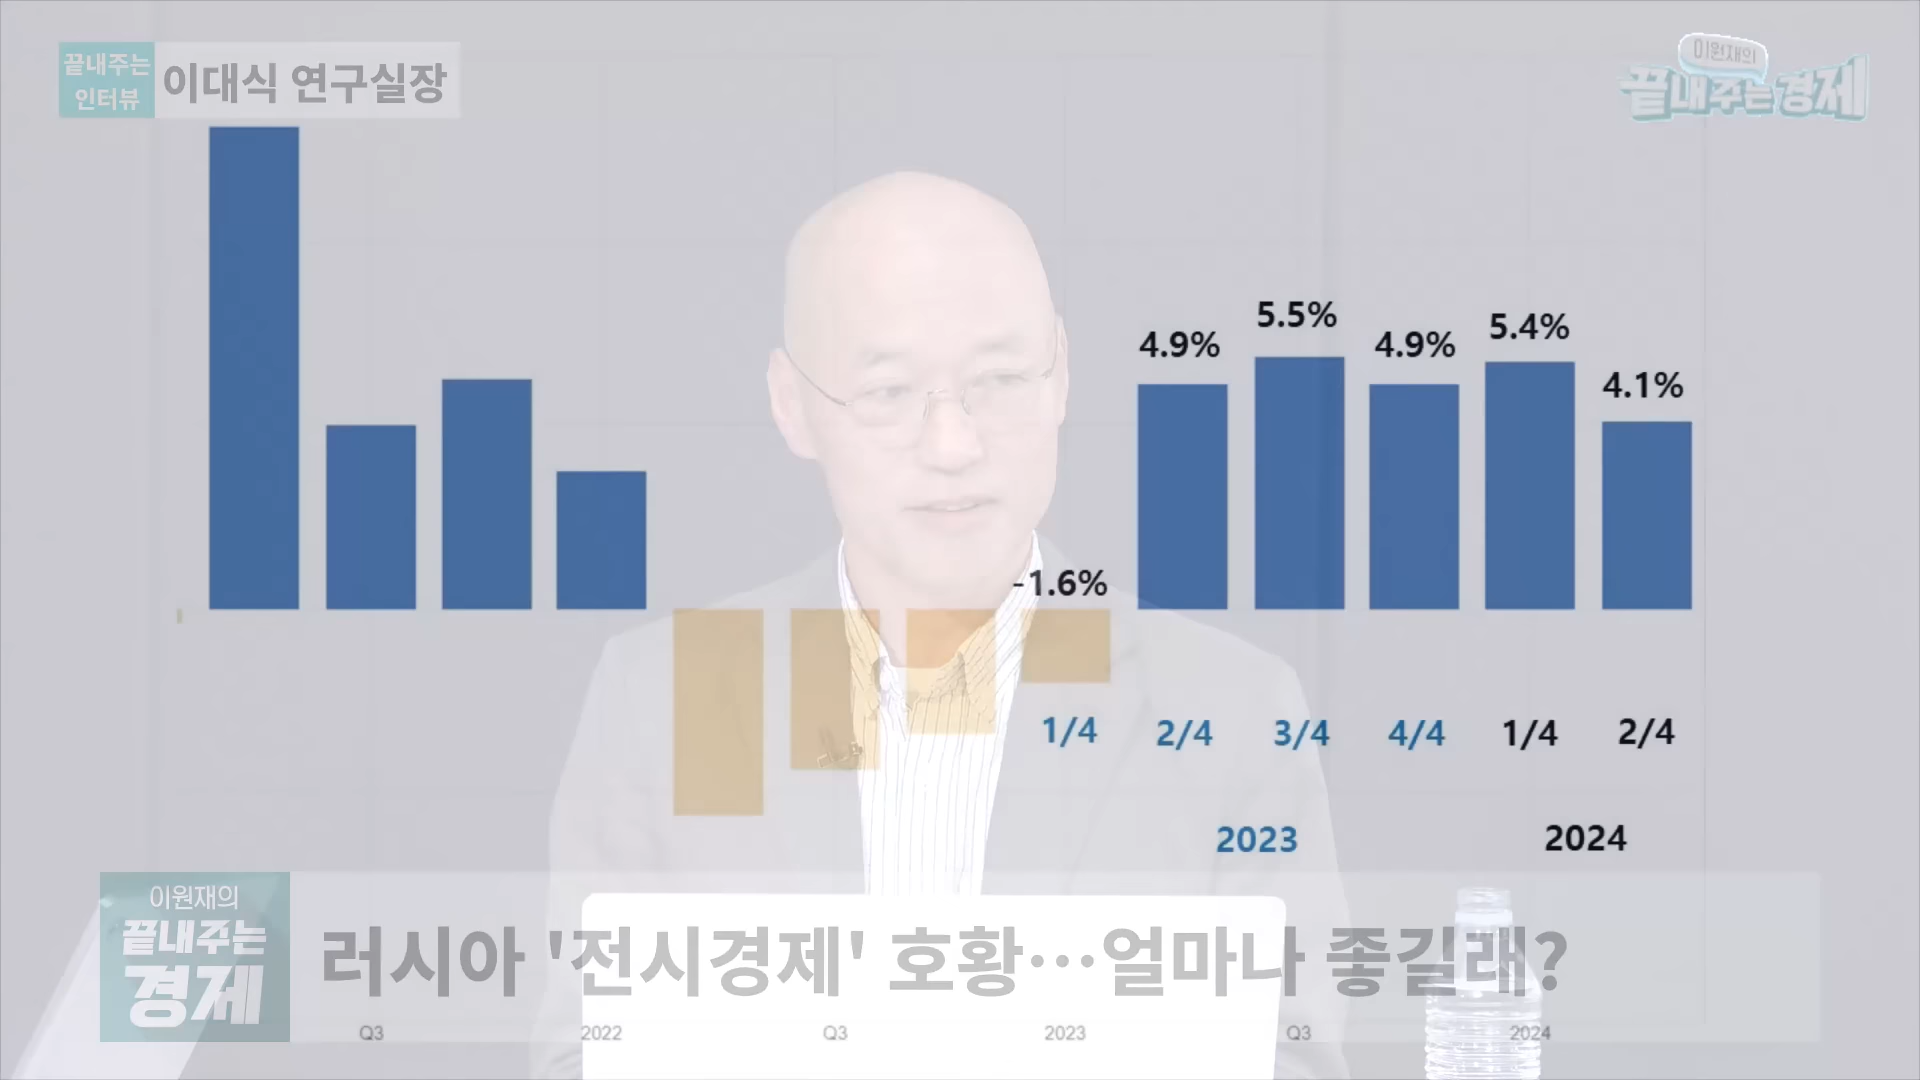 끝내주는
인터뷰
이대식 연구실장
이원재의
끝내주는 경제
4.9%
5.5%
4.9%
5.4%
4.1%
-1.6%
1/4
2/4
3/4
4/4
1/4
2/4
2023
2024
이원재의
끝내주는
경제
러시아 '전시경제' 호황…얼마나 좋길래?
Q3
2022
Q3
2023
Q3
2024